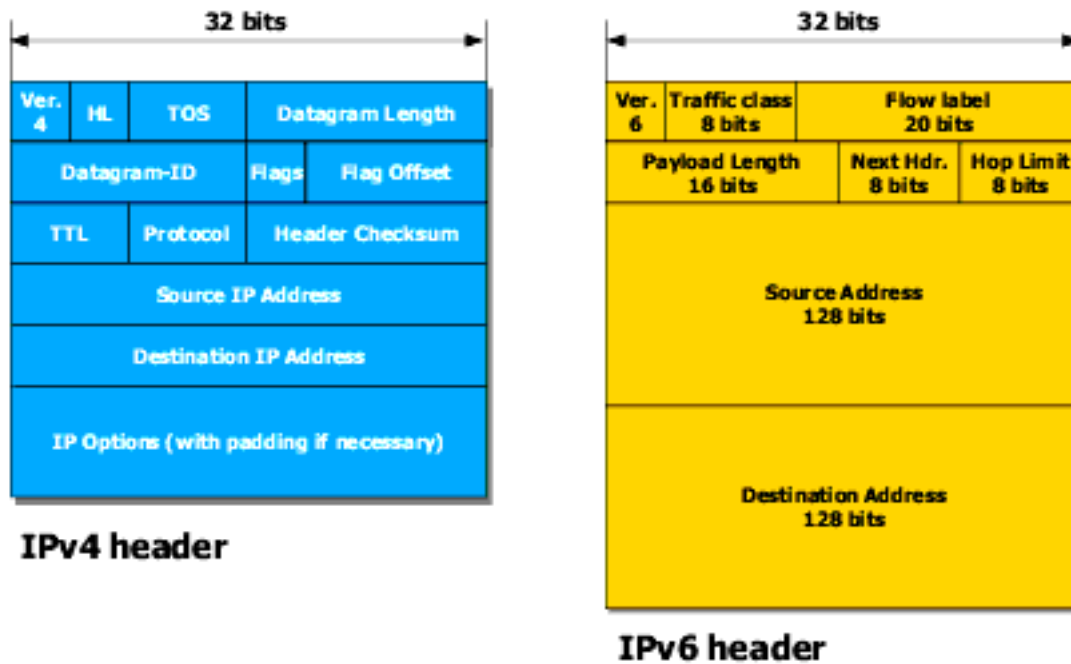 32 bits
Ver.
4
HL
TOS
Datagram Length
Datagram-ID
Flags
Flag Offset
TTL
Protocol
Header Checksum
Source IP Address
Destination IP Address
IP Options (with padding if necessary)
IPv4 header
32 bits
Ver.
6
Traffic class
8 bits
Flow label
20 bits
Payload Length
16 bits
Next Hdr.
8 bits
Hop Limit
8 bits
Source Address
128 bits
Destination Address
128 bits
IPv6 header